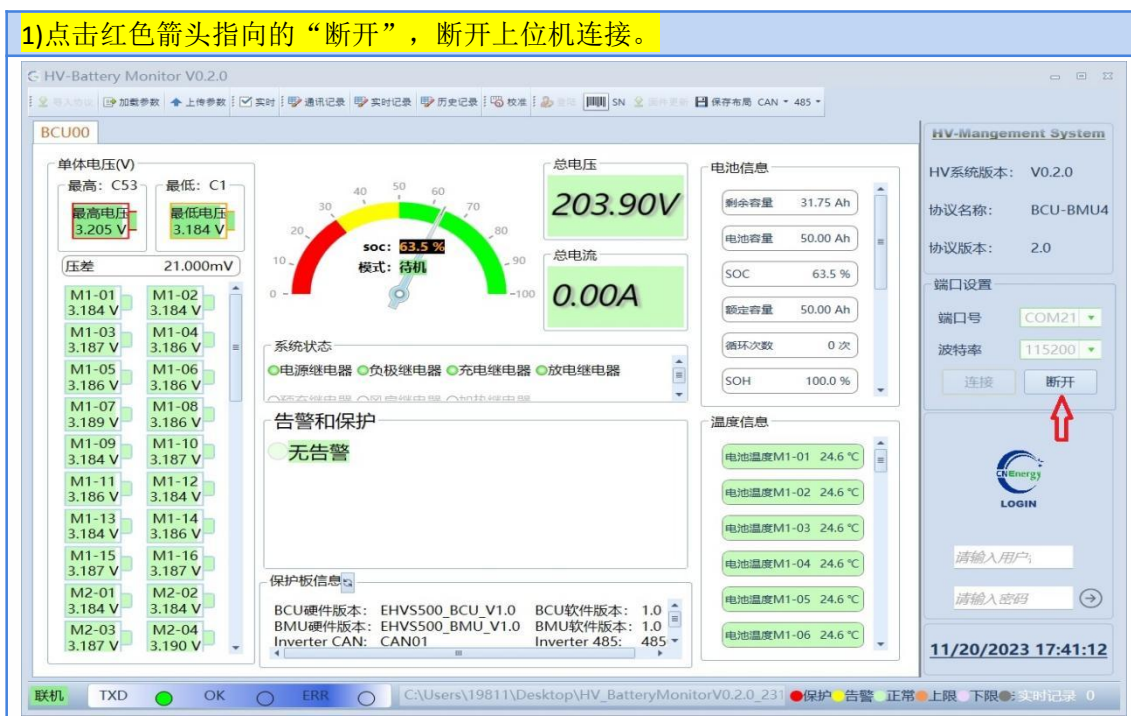 1)点击红色箭头指向的“断开”，断开上位机连接。
HV-Battery Monitor V0.2.0
加载参数 上传参数 实时 通讯记录 实时记录 历史记录 校准 SN 保存布局 CAN 485
BCU00
单体电压(V)
最高: C53 最低: C1
最高电压 最低电压
3.205 V 3.184 V
压差 21.000mV
M1-01 M1-02
3.184 V 3.184 V
M1-03 M1-04
3.187 V 3.186 V
M1-05 M1-06
3.186 V 3.186 V
M1-07 M1-08
3.189 V 3.186 V
M1-09 M1-10
3.184 V 3.187 V
M1-11 M1-12
3.186 V 3.184 V
M1-13 M1-14
3.184 V 3.186 V
M1-15 M1-16
3.187 V 3.187 V
M2-01 M2-02
3.184 V 3.184 V
M2-03 M2-04
3.187 V 3.190 V
0 10 20 30 40 50 60 70 80 90 100
soc: 63.5 %
模式: 待机
总电压
203.90V
总电流
0.00A
系统状态
电源继电器 负极继电器 充电继电器 放电继电器
告警和保护
无告警
保护板信息
BCU硬件版本: EHVS500_BCU_V1.0 BCU软件版本: 1.0
BMU硬件版本: EHVS500_BMU_V1.0 BMU软件版本: 1.0
Inverter CAN: CAN01 Inverter 485: 485
电池信息
剩余容量 31.75 Ah
电池容量 50.00 Ah
SOC 63.5 %
额定容量 50.00 Ah
循环次数 0 次
SOH 100.0 %
温度信息
电池温度M1-01 24.6 ℃
电池温度M1-02 24.6 ℃
电池温度M1-03 24.6 ℃
电池温度M1-04 24.6 ℃
电池温度M1-05 24.6 ℃
电池温度M1-06 24.6 ℃
HV-Mangement System
HV系统版本: V0.2.0
协议名称: BCU-BMU4
协议版本: 2.0
端口设置
端口号 COM21
波特率 115200
连接 断开
CNEnergy
LOGIN
请输入用户
请输入密码
11/20/2023 17:41:12
联机 TXD OK ERR C:\Users\19811\Desktop\HV_BatteryMonitorV0.2.0_231 保护 告警 正常 上限 下限 实时记录 0